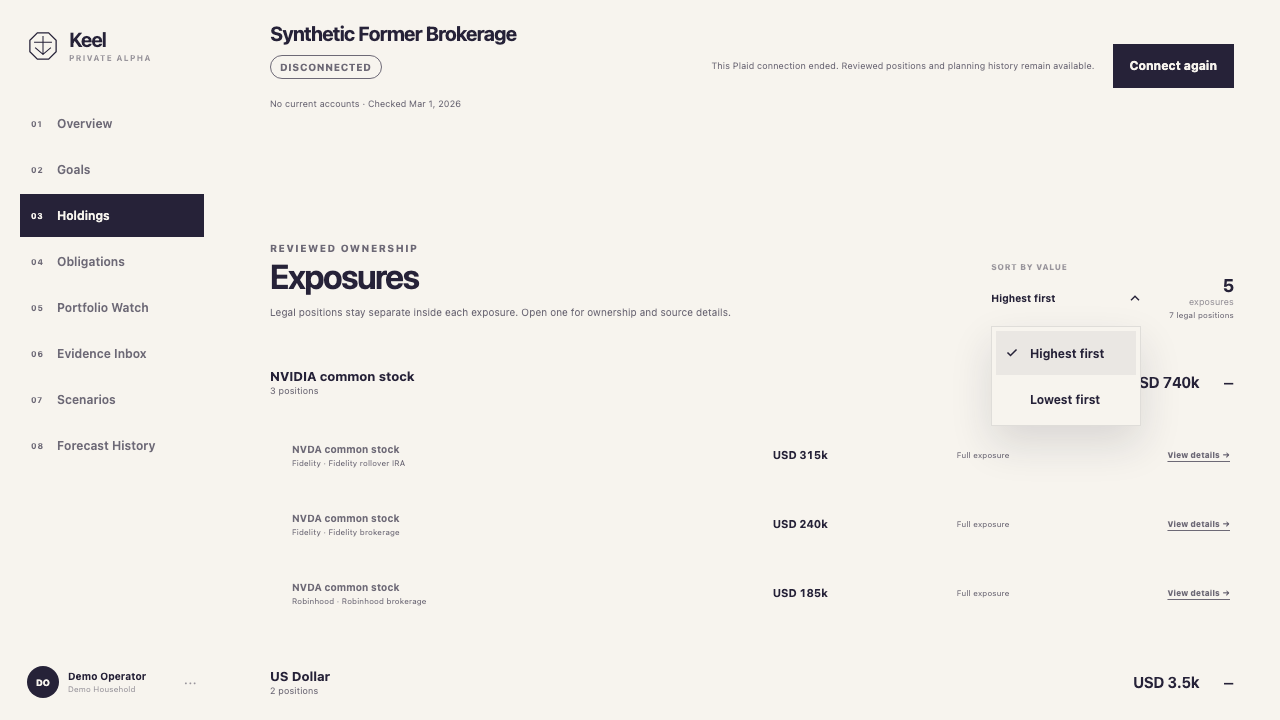 Keel
PRIVATE ALPHA
01 Overview
02 Goals
03 Holdings
04 Obligations
05 Portfolio Watch
06 Evidence Inbox
07 Scenarios
08 Forecast History
DO
Demo Operator
Demo Household
...
Synthetic Former Brokerage
DISCONNECTED
No current accounts · Checked Mar 1, 2026
This Plaid connection ended. Reviewed positions and planning history remain available.
Connect again
REVIEWED OWNERSHIP
Exposures
Legal positions stay separate inside each exposure. Open one for ownership and source details.
SORT BY VALUE
Highest first
5
exposures
7 legal positions
Highest first
Lowest first
NVIDIA common stock
3 positions
SD 740k –
NVDA common stock
Fidelity · Fidelity rollover IRA
USD 315k
Full exposure
View details →
NVDA common stock
Fidelity · Fidelity brokerage
USD 240k
Full exposure
View details →
NVDA common stock
Robinhood · Robinhood brokerage
USD 185k
Full exposure
View details →
US Dollar
2 positions
USD 3.5k –